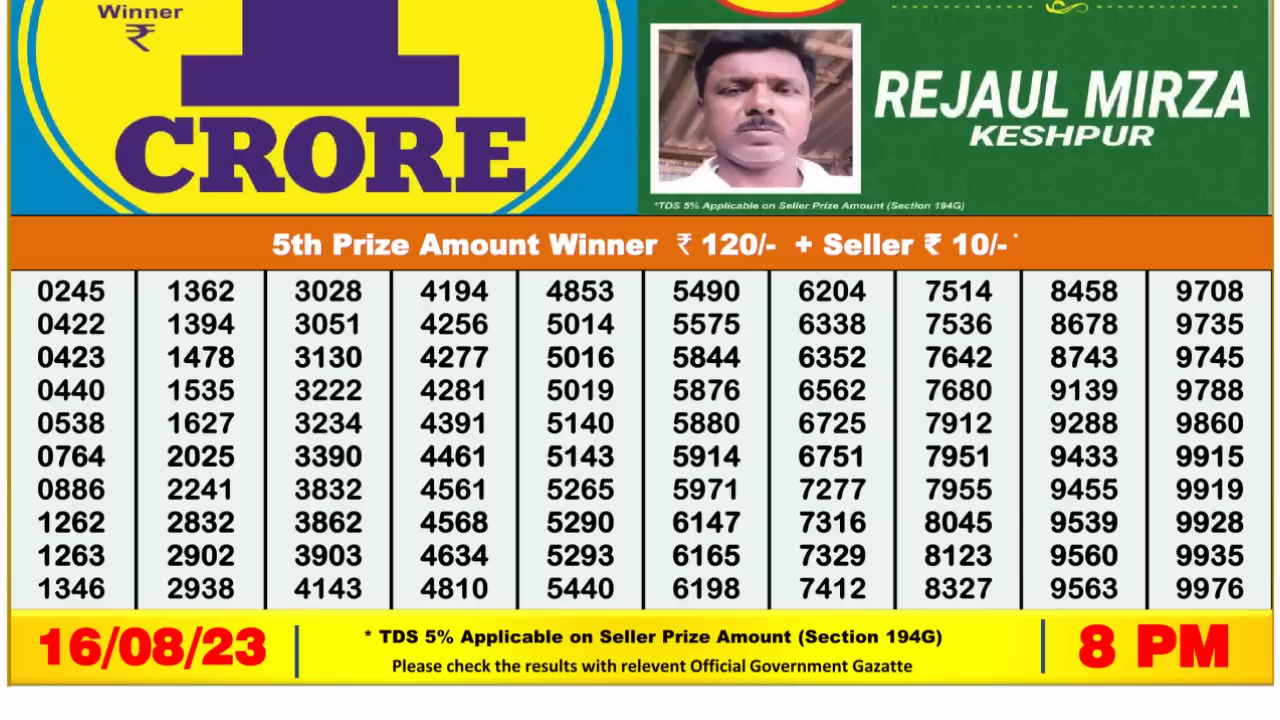 Winner
₹
1
CRORE
REJAUL MIRZA
KESHPUR
*TDS 5% Applicable on Seller Prize Amount (Section 194G)
5th Prize Amount Winner ₹ 120/- + Seller ₹ 10/- *
0245 1362 3028 4194 4853 5490 6204 7514 8458 9708
0422 1394 3051 4256 5014 5575 6338 7536 8678 9735
0423 1478 3130 4277 5016 5844 6352 7642 8743 9745
0440 1535 3222 4281 5019 5876 6562 7680 9139 9788
0538 1627 3234 4391 5140 5880 6725 7912 9288 9860
0764 2025 3390 4461 5143 5914 6751 7951 9433 9915
0886 2241 3832 4561 5265 5971 7277 7955 9455 9919
1262 2832 3862 4568 5290 6147 7316 8045 9539 9928
1263 2902 3903 4634 5293 6165 7329 8123 9560 9935
1346 2938 4143 4810 5440 6198 7412 8327 9563 9976
16/08/23
* TDS 5% Applicable on Seller Prize Amount (Section 194G)
Please check the results with relevent Official Government Gazatte
8 PM